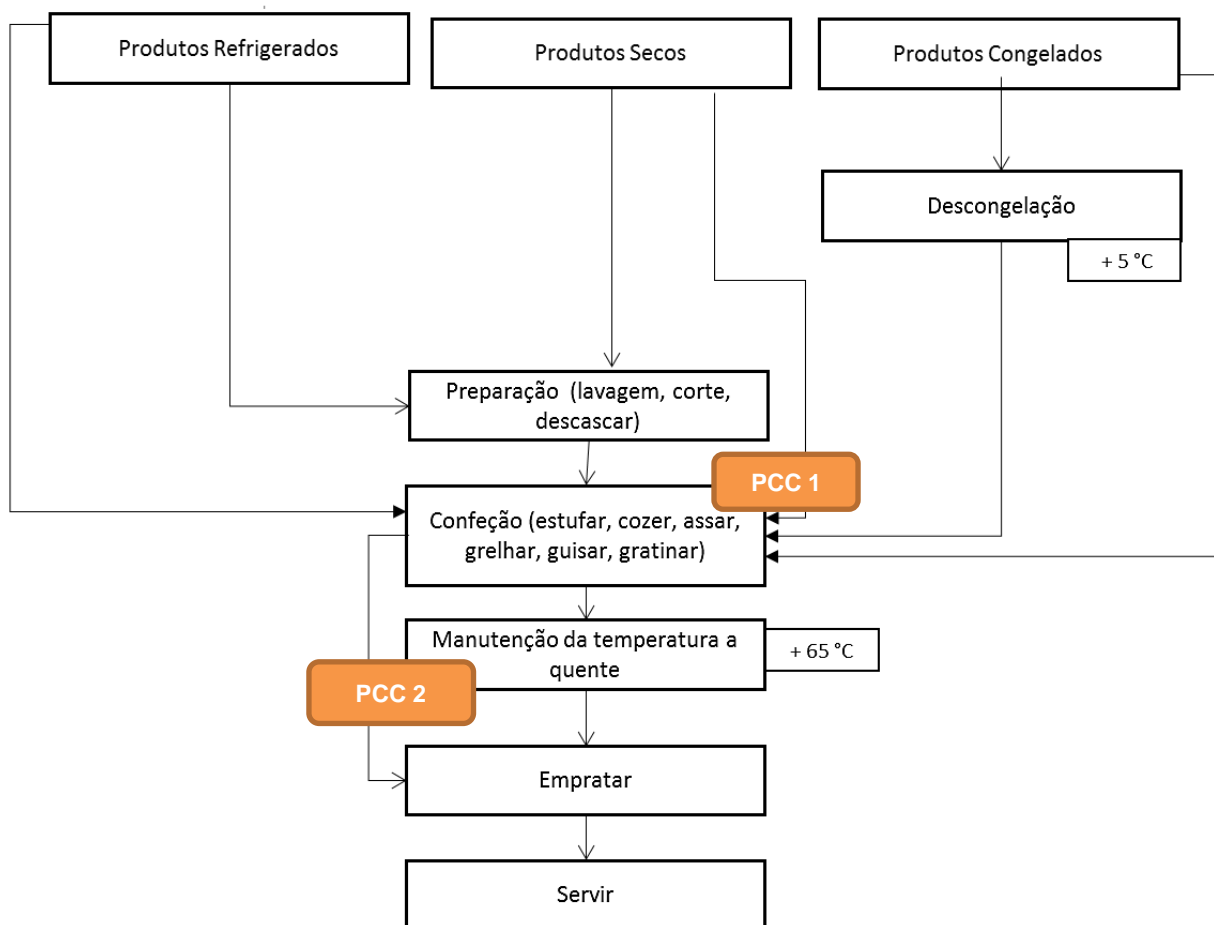 Produtos Refrigerados
Produtos Secos
Produtos Congelados
Descongelação
+ 5 °C
Preparação (lavagem, corte,
descascar)
PCC 1
Confeção (estufar, cozer, assar,
grelhar, guisar, gratinar)
Manutenção da temperatura a
quente
+ 65 °C
PCC 2
Empratar
Servir